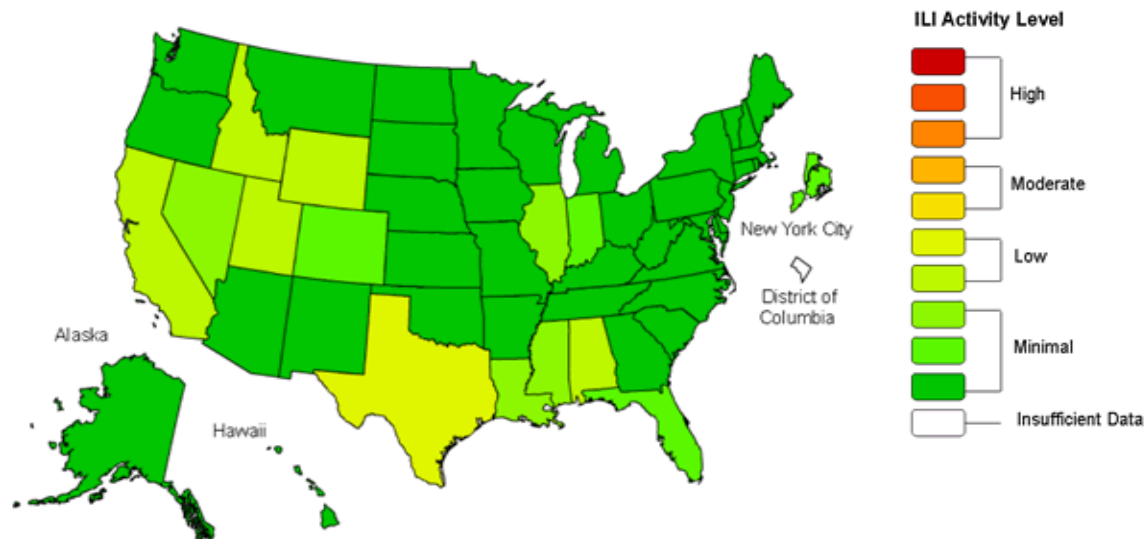 ILI Activity Level
High
Moderate
Low
Minimal
Insufficient Data
New York City
District of
Columbia
Alaska
Hawaii